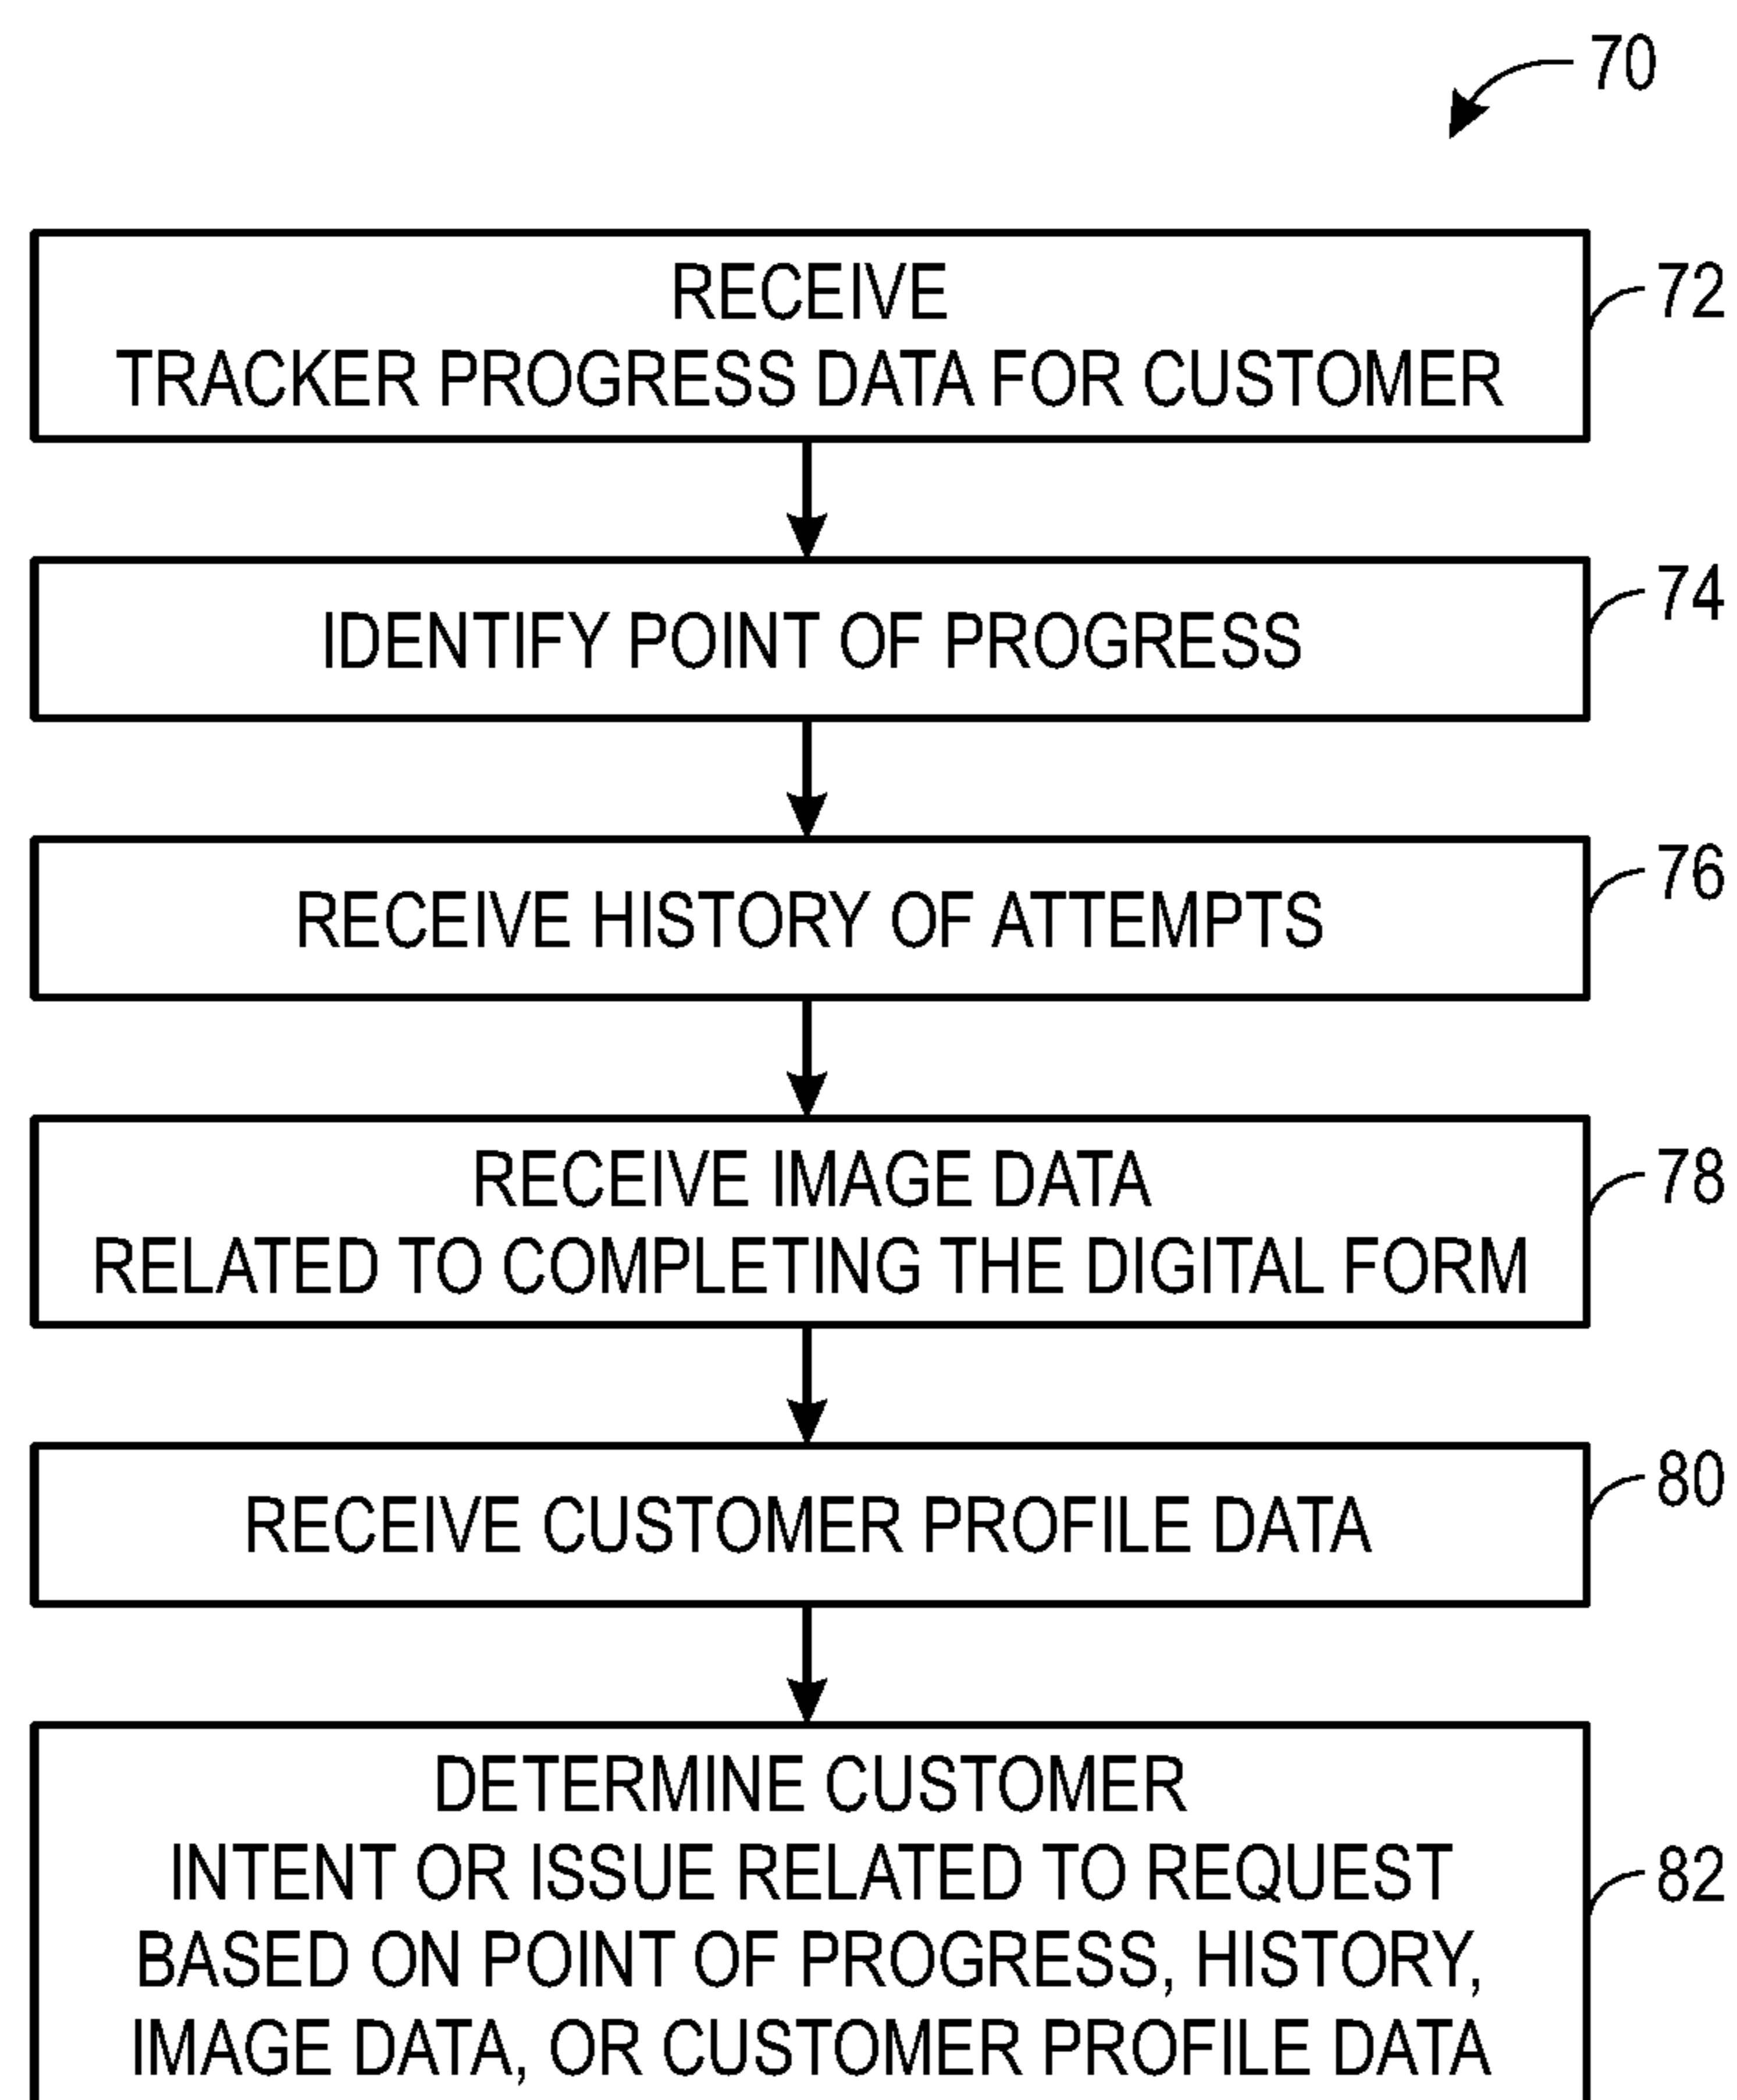 70
RECEIVE
TRACKER PROGRESS DATA FOR CUSTOMER
72
IDENTIFY POINT OF PROGRESS
74
RECEIVE HISTORY OF ATTEMPTS
76
RECEIVE IMAGE DATA
RELATED TO COMPLETING THE DIGITAL FORM
78
RECEIVE CUSTOMER PROFILE DATA
80
DETERMINE CUSTOMER
INTENT OR ISSUE RELATED TO REQUEST
BASED ON POINT OF PROGRESS, HISTORY,
IMAGE DATA, OR CUSTOMER PROFILE DATA
82